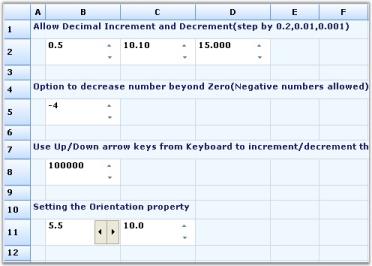 A B C D E F
1 Allow Decimal Increment and Decrement(step by 0.2,0.01,0.001)
2 0.5 10.10 15.000
3
4 Option to decrease number beyond Zero(Negative numbers allowed)
5 -4
6
7 Use Up/Down arrow keys from Keyboard to increment/decrement th
8 100000
9
10 Setting the Orientation property
11 5.5 10.0
12